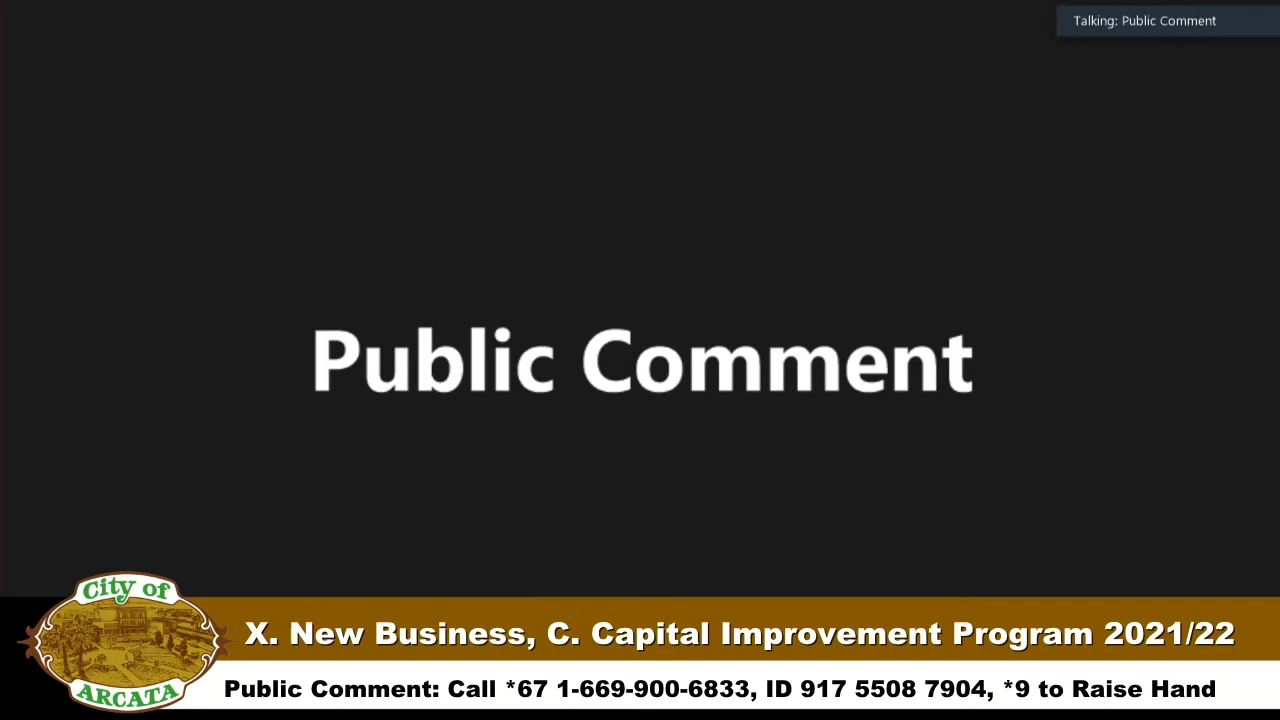 Talking: Public Comment
Public Comment
City of
ARCATA
X. New Business, C. Capital Improvement Program 2021/22
Public Comment: Call *67 1-669-900-6833, ID 917 5508 7904, *9 to Raise Hand